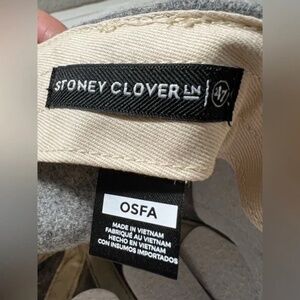 STONEY CLOVER LN | '47
OSFA
MADE IN VIETNAM
FABRIQUÉ AU VIETNAM
HECHO EN VIETNAM
CON INSUMOS IMPORTADOS